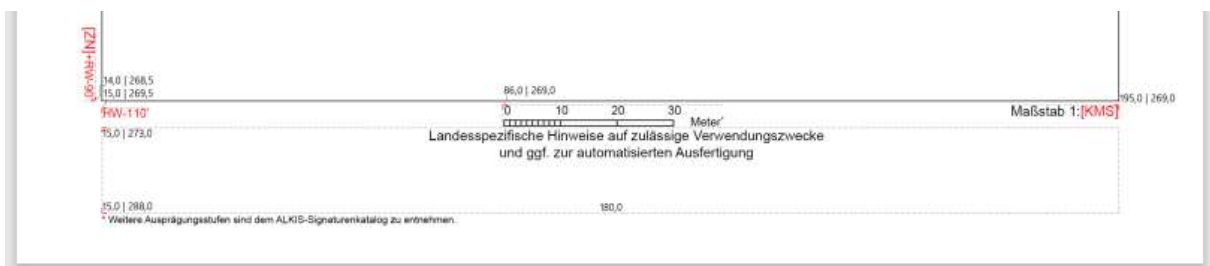 [NZ]+RW-90°
14,0 | 268,5
15,0 | 269,5
86,0 | 269,0
195,0 | 269,0
RW-110*
0 10 20 30
Meter*
Maßstab 1:[KMS]
15,0 | 273,0
Landesspezifische Hinweise auf zulässige Verwendungszwecke
und ggf. zur automatisierten Ausfertigung
15,0 | 288,0
180,0
* Weitere Ausprägungsstufen sind dem ALKIS-Signaturenkatalog zu entnehmen.